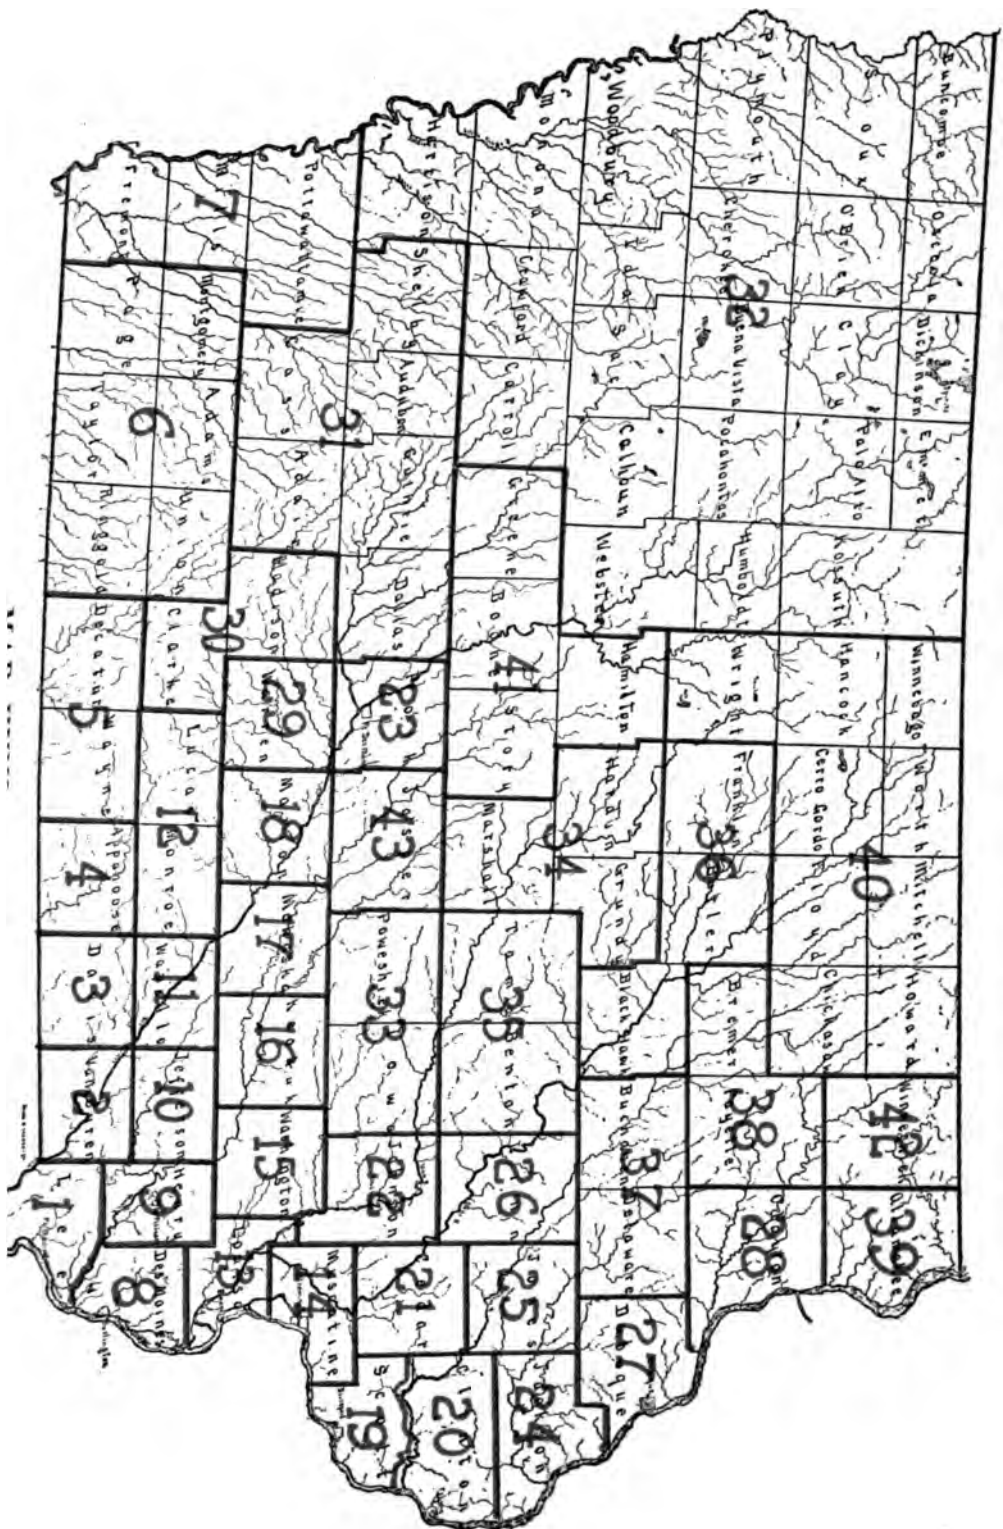 Buncombe
Osceola
Dickinson
Emmet
Winnebago
Worth
Mitchell
Howard
Winneshiek
42
Allamakee
39
Sioux
O'Brien
Clay
Palo Alto
Kossuth
Hancock
Cerro Gordo
Floyd
40
Chickasaw
Plymouth
Cherokee
32
Buena Vista
Pocahontas
Humboldt
Wright
Franklin
36
Butler
Bremer
Fayette
38
Clayton
28
Woodbury
Ida
Sac
Calhoun
Webster
Hamilton
Hardin
34
Grundy
Black Hawk
Buchanan
37
Delaware
Dubuque
27
Monona
Crawford
Carroll
Greene
Boone
41
Story
Marshall
Tama
35
Benton
Linn
26
Jones
25
Jackson
24
Harrison
Shelby
Audubon
Guthrie
Dallas
Polk
23
Jasper
43
Poweshiek
33
Iowa
Johnson
22
Cedar
21
Clinton
20
Scott
19
Pottawattamie
Cass
31
Adair
Madison
Warren
29
Marion
18
Mahaska
17
Keokuk
16
Washington
15
Louisa
13
Muscatine
14
Mills
7
Montgomery
Adams
Union
30
Clarke
Lucas
12
Monroe
Wapello
11
Jefferson
10
Henry
9
Des Moines
8
Burlington
Fremont
Page
6
Taylor
Ringgold
Decatur
5
Wayne
Appanoose
4
Davis
3
Van Buren
2
Lee
1